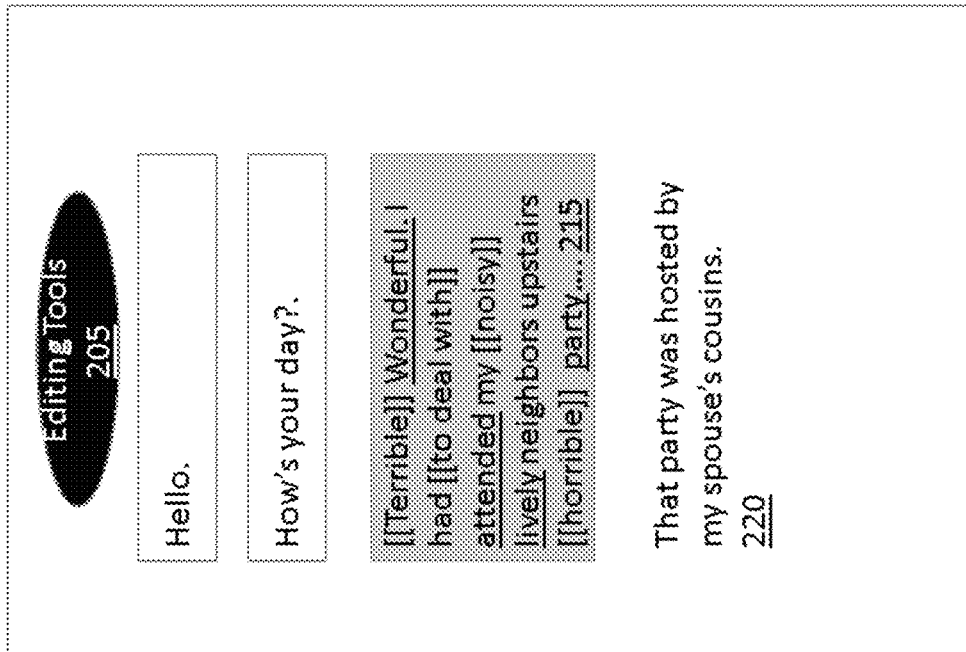 Editing Tools
205
Hello.
How's your day?.
[[Terrible]] Wonderful. I
had [[to deal with]]
attended my [[noisy]]
lively neighbors upstairs
[[horrible]] party.... 215
That party was hosted by
my spouse's cousins.
220